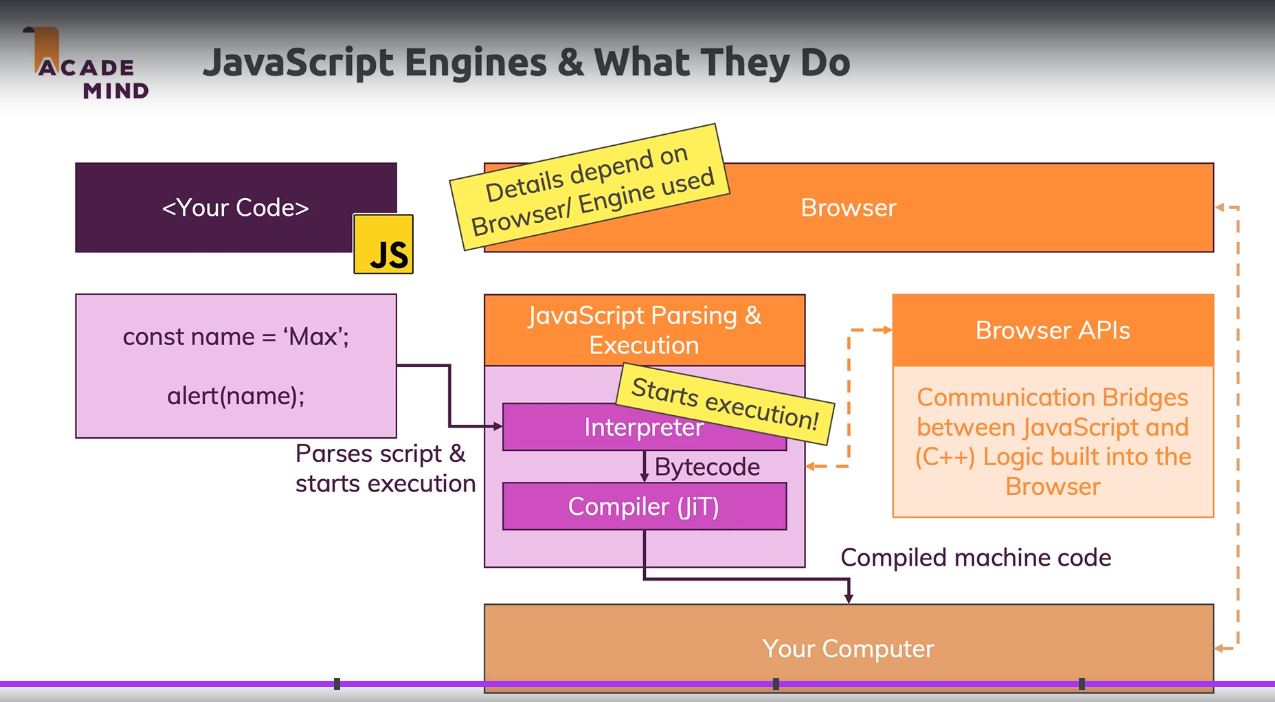 ACADE
MIND
JavaScript Engines & What They Do
<Your Code>
JS
Details depend on
Browser/ Engine used
Browser
const name = ‘Max’;
alert(name);
Parses script &
starts execution
JavaScript Parsing &
Execution
Starts execution!
Interpreter
Bytecode
Compiler (JiT)
Browser APIs
Communication Bridges
between JavaScript and
(C++) Logic built into the
Browser
Compiled machine code
Your Computer